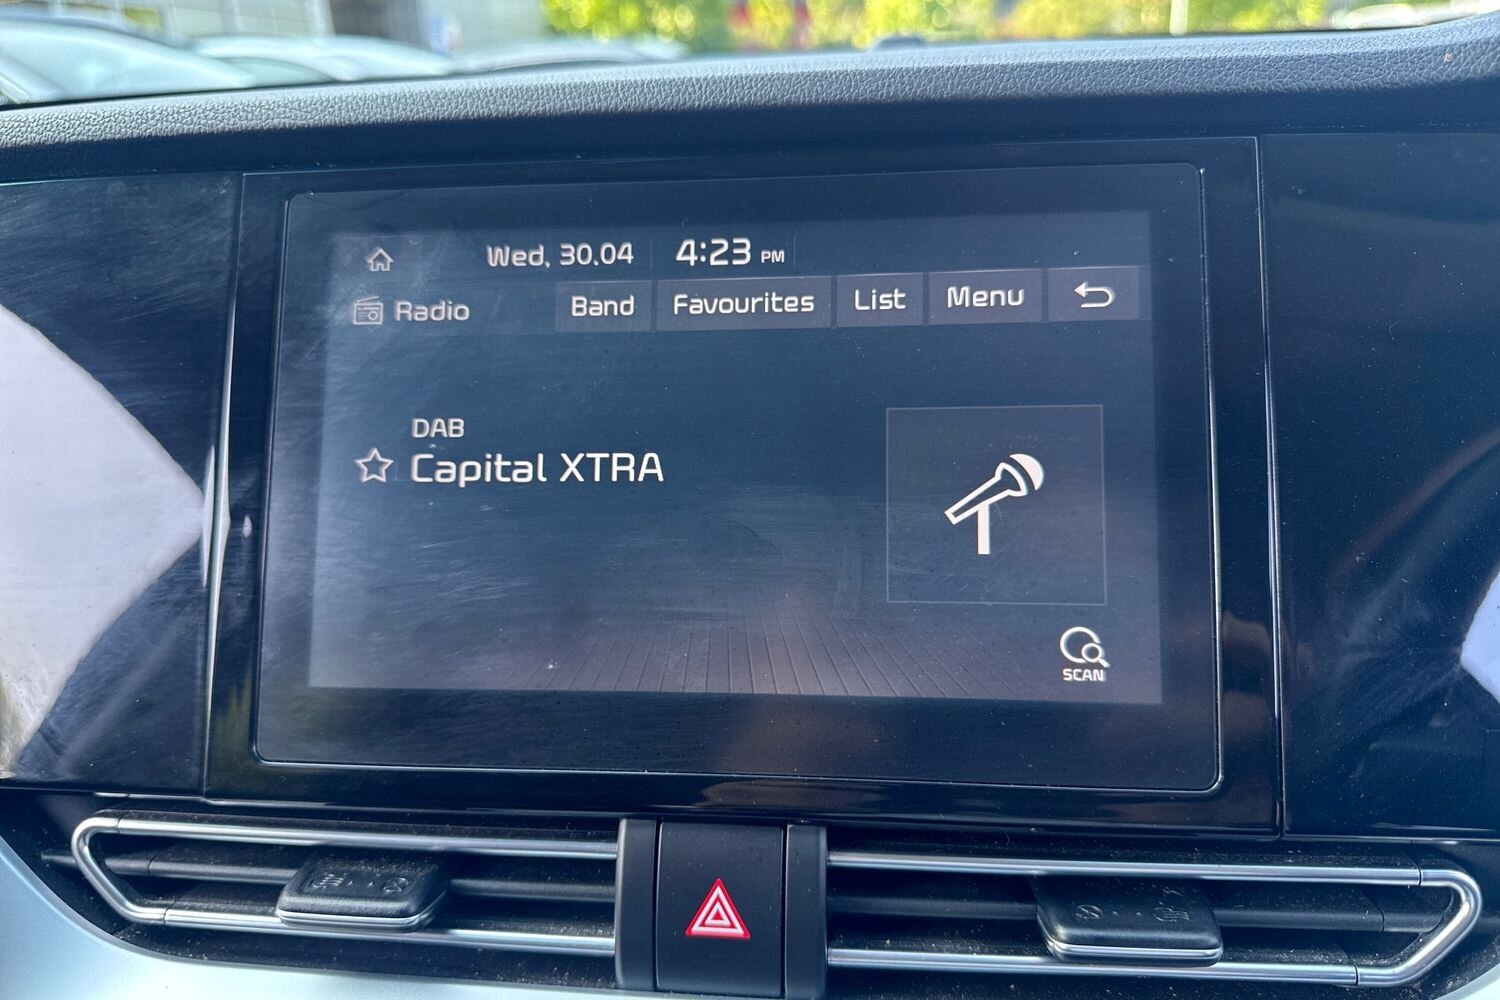 Wed, 30.04 4:23 PM
Radio Band Favourites List Menu
DAB
Capital XTRA
SCAN